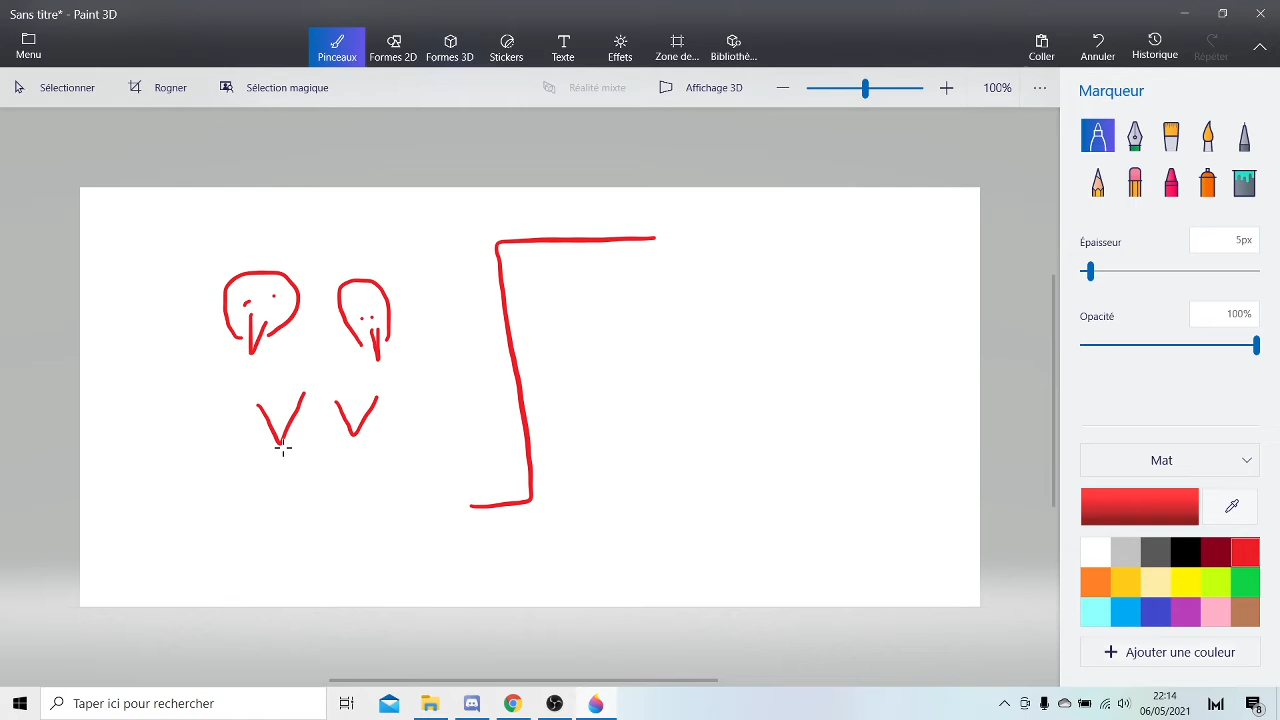 Sans titre* - Paint 3D
Menu
Pinceaux
Formes 2D
Formes 3D
Stickers
Texte
Effets
Zone de...
Bibliothè...
Coller
Annuler
Historique
Répéter
Sélectionner
Rogner
Sélection magique
Réalité mixte
Affichage 3D
100%
Marqueur
Épaisseur
5px
Opacité
100%
Mat
Ajouter une couleur
Taper ici pour rechercher
22:14
06/05/2021
8